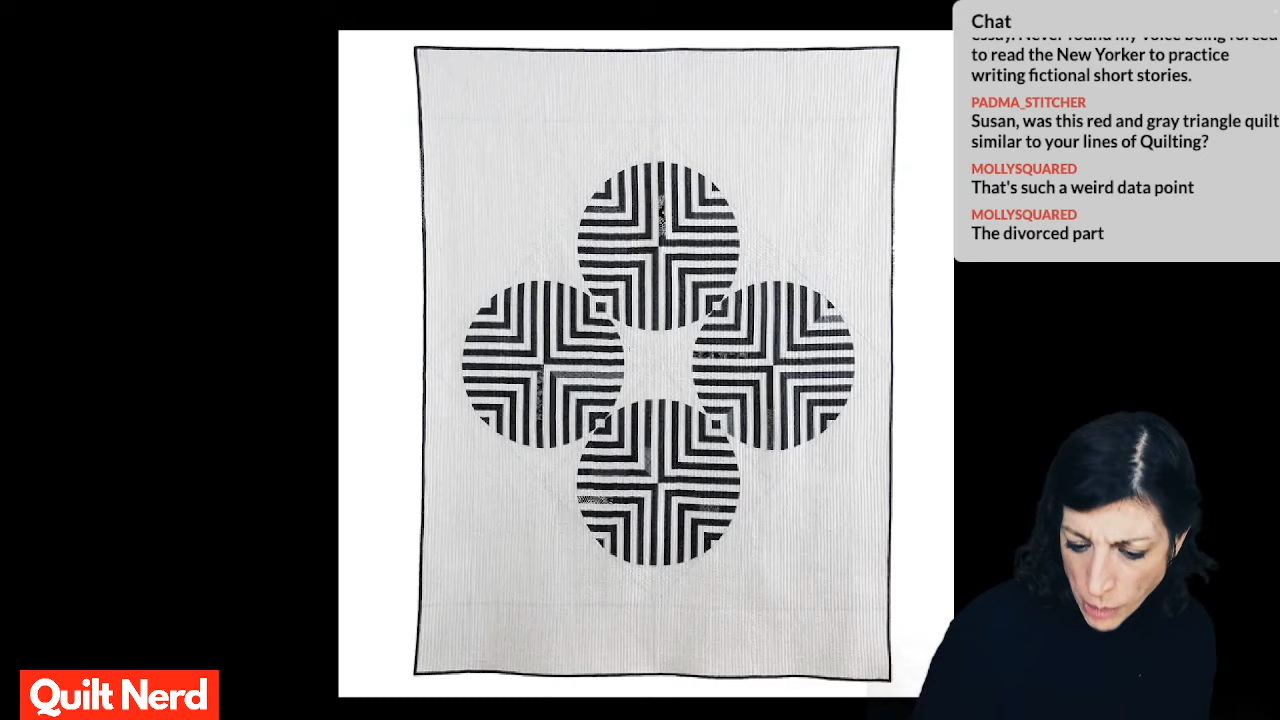 Chat
to read the New Yorker to practice
writing fictional short stories.
PADMA_STITCHER
Susan, was this red and gray triangle quilt
similar to your lines of Quilting?
MOLLYSQUARED
That's such a weird data point
MOLLYSQUARED
The divorced part
Quilt Nerd